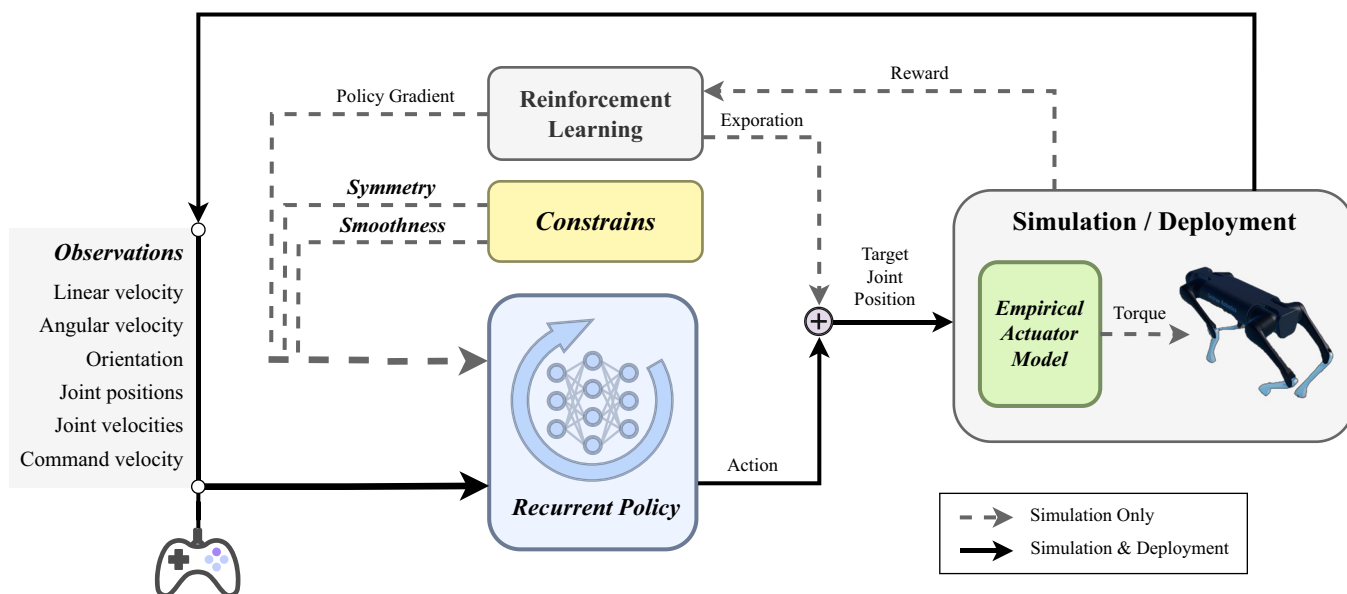 Reward
Policy Gradient
Reinforcement
Learning
Exporation
Symmetry
Smoothness
Constrains
Simulation / Deployment
Observations
Linear velocity
Angular velocity
Orientation
Joint positions
Joint velocities
Command velocity
Target
Joint
Position
Empirical
Actuator
Model
Torque
Action
Recurrent Policy
Simulation Only
Simulation & Deployment